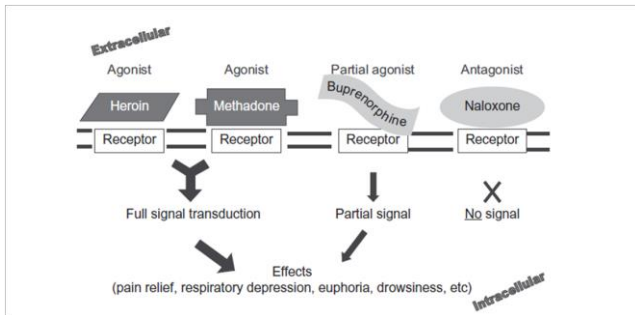 Extracellular
Agonist Agonist Partial agonist Antagonist
Heroin Methadone Buprenorphine Naloxone
Receptor Receptor Receptor Receptor
Full signal transduction Partial signal No signal
Effects
(pain relief, respiratory depression, euphoria, drowsiness, etc)
Intracellular